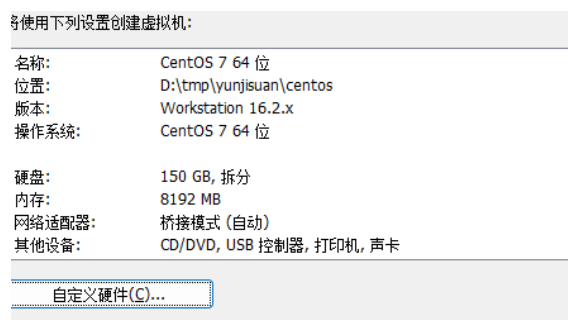 将使用下列设置创建虚拟机:
名称: CentOS 7 64 位
位置: D:\tmp\yunjisuan\centos
版本: Workstation 16.2.x
操作系统: CentOS 7 64 位
硬盘: 150 GB, 拆分
内存: 8192 MB
网络适配器: 桥接模式 (自动)
其他设备: CD/DVD, USB 控制器, 打印机, 声卡
自定义硬件(C)...